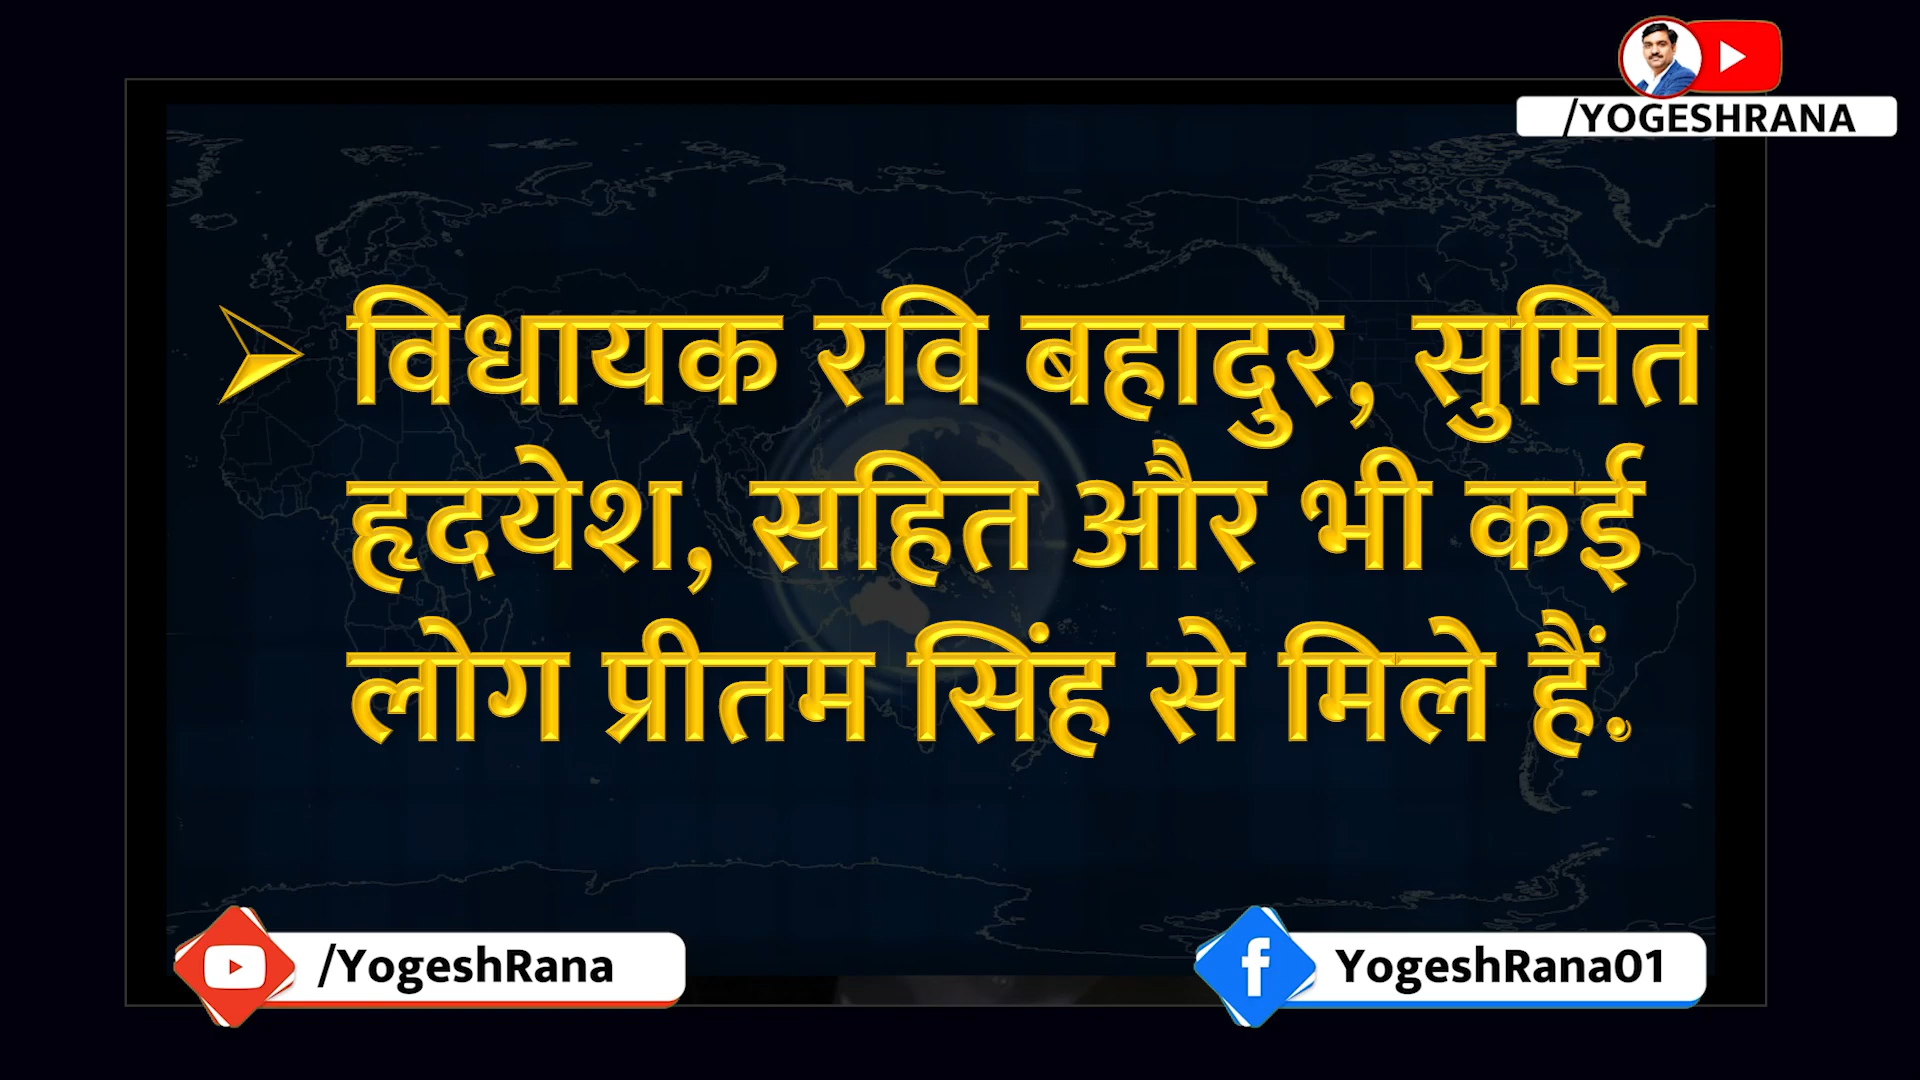 /YOGESHRANA
विधायक रवि बहादुर, सुमित
हृदयेश, सहित और भी कई
लोग प्रीतम सिंह से मिले हैं.
/YogeshRana
YogeshRana01